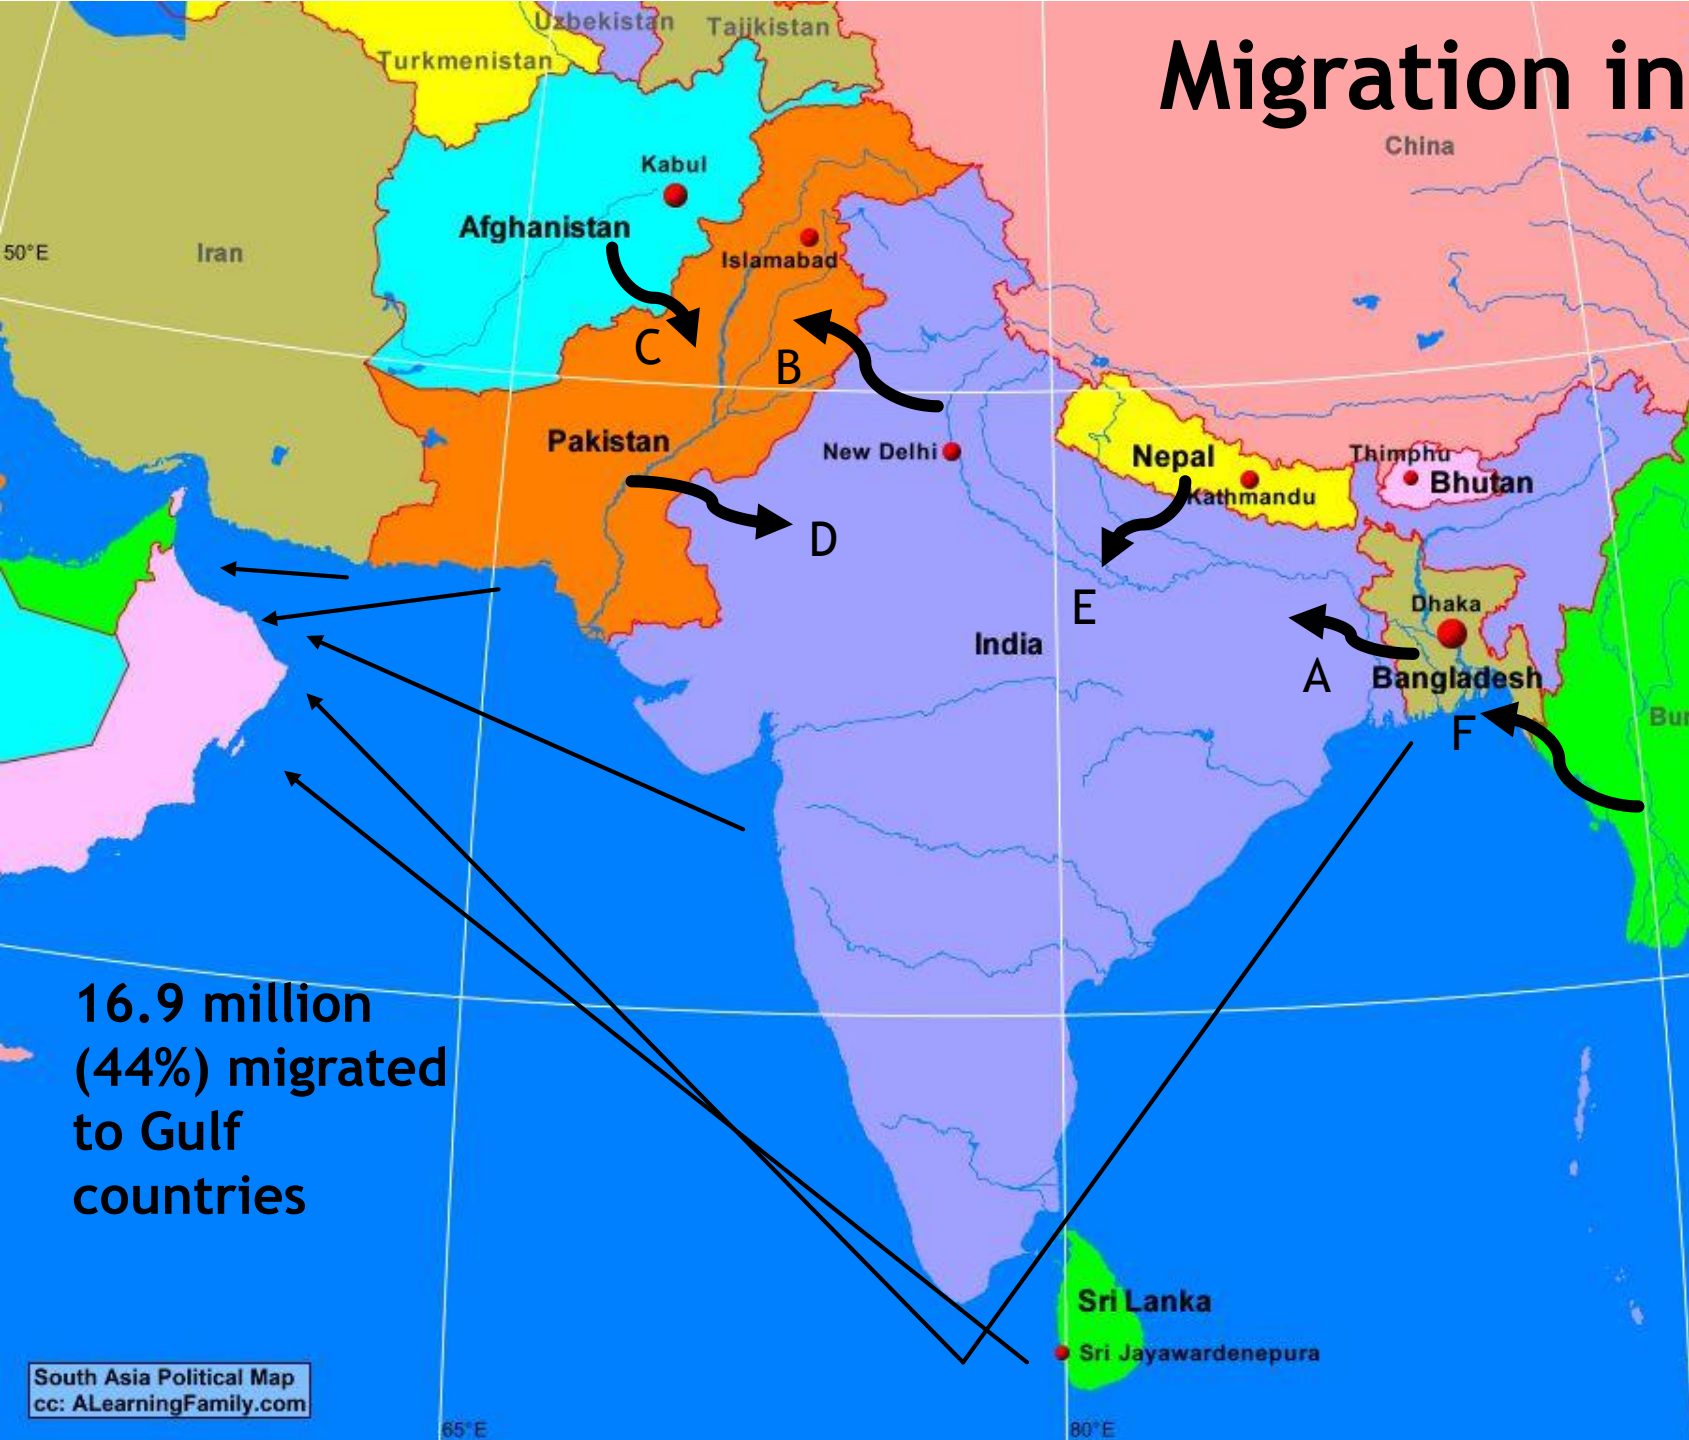 Uzbekistan
Tajikistan
Turkmenistan
Migration in
China
Kabul
Afghanistan
Iran
50°E
Islamabad
C
B
Pakistan
New Delhi
Nepal
Kathmandu
Thimphu
Bhutan
D
E
Dhaka
India
A
Bangladesh
F
Bur
16.9 million
(44%) migrated
to Gulf
countries
Sri Lanka
Sri Jayawardenepura
South Asia Political Map
cc: ALearningFamily.com
65°E
80°E